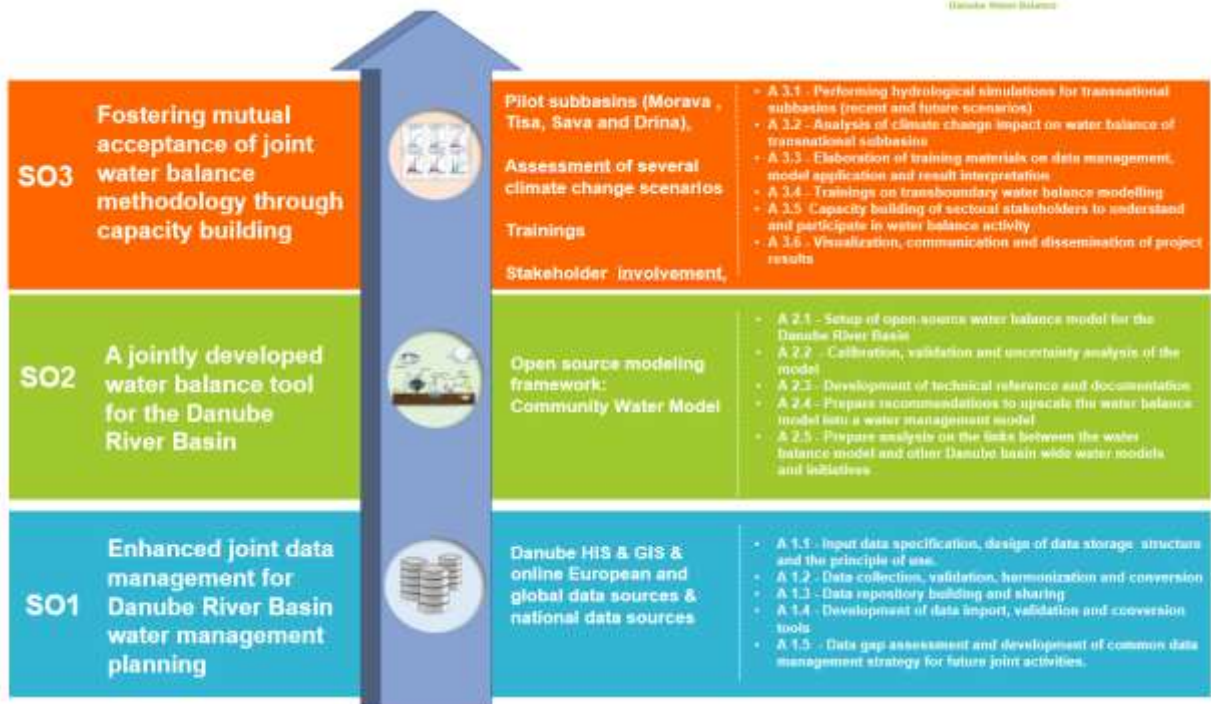 Danube Water Balance
SO3
Fostering mutual
acceptance of joint
water balance
methodology through
capacity building
Pilot subbasins (Morava ,
Tisa, Sava and Drina),
Assessment of several
climate change scenarios
Trainings
Stakeholder involvement,
• A 3.1 - Performing hydrological simulations for transnational
subbasins (recent and future scenarios)
• A 3.2 - Analysis of climate change impact on water balance of
transnational subbasins
• A 3.3 - Elaboration of training materials on data management,
model application and result interpretation
• A 3.4 - Trainings on transboundary water balance modelling
• A 3.5 Capacity building of sectoral stakeholders to understand
and participate in water balance activity
• A 3.6 - Visualization, communication and dissemination of project
results
SO2
A jointly developed
water balance tool
for the Danube
River Basin
Open source modeling
framework:
Community Water Model
• A 2.1 - Setup of open-source water balance model for the
Danube River Basin
• A 2.2 - Calibration, validation and uncertainty analysis of the
model
• A 2.3 - Development of technical reference and documentation
• A 2.4 - Prepare recommendations to upscale the water balance
model into a water management model
• A 2.5 - Prepare analysis on the links between the water
balance model and other Danube basin wide water models
and initiatives
SO1
Enhanced joint data
management for
Danube River Basin
water management
planning
Danube HIS & GIS &
online European and
global data sources &
national data sources
• A 1.1 - Input data specification, design of data storage structure
and the principle of use.
• A 1.2 - Data collection, validation, harmonization and conversion
• A 1.3 - Data repository building and sharing
• A 1.4 - Development of data import, validation and conversion
tools
• A 1.5 - Data gap assessment and development of common data
management strategy for future joint activities.